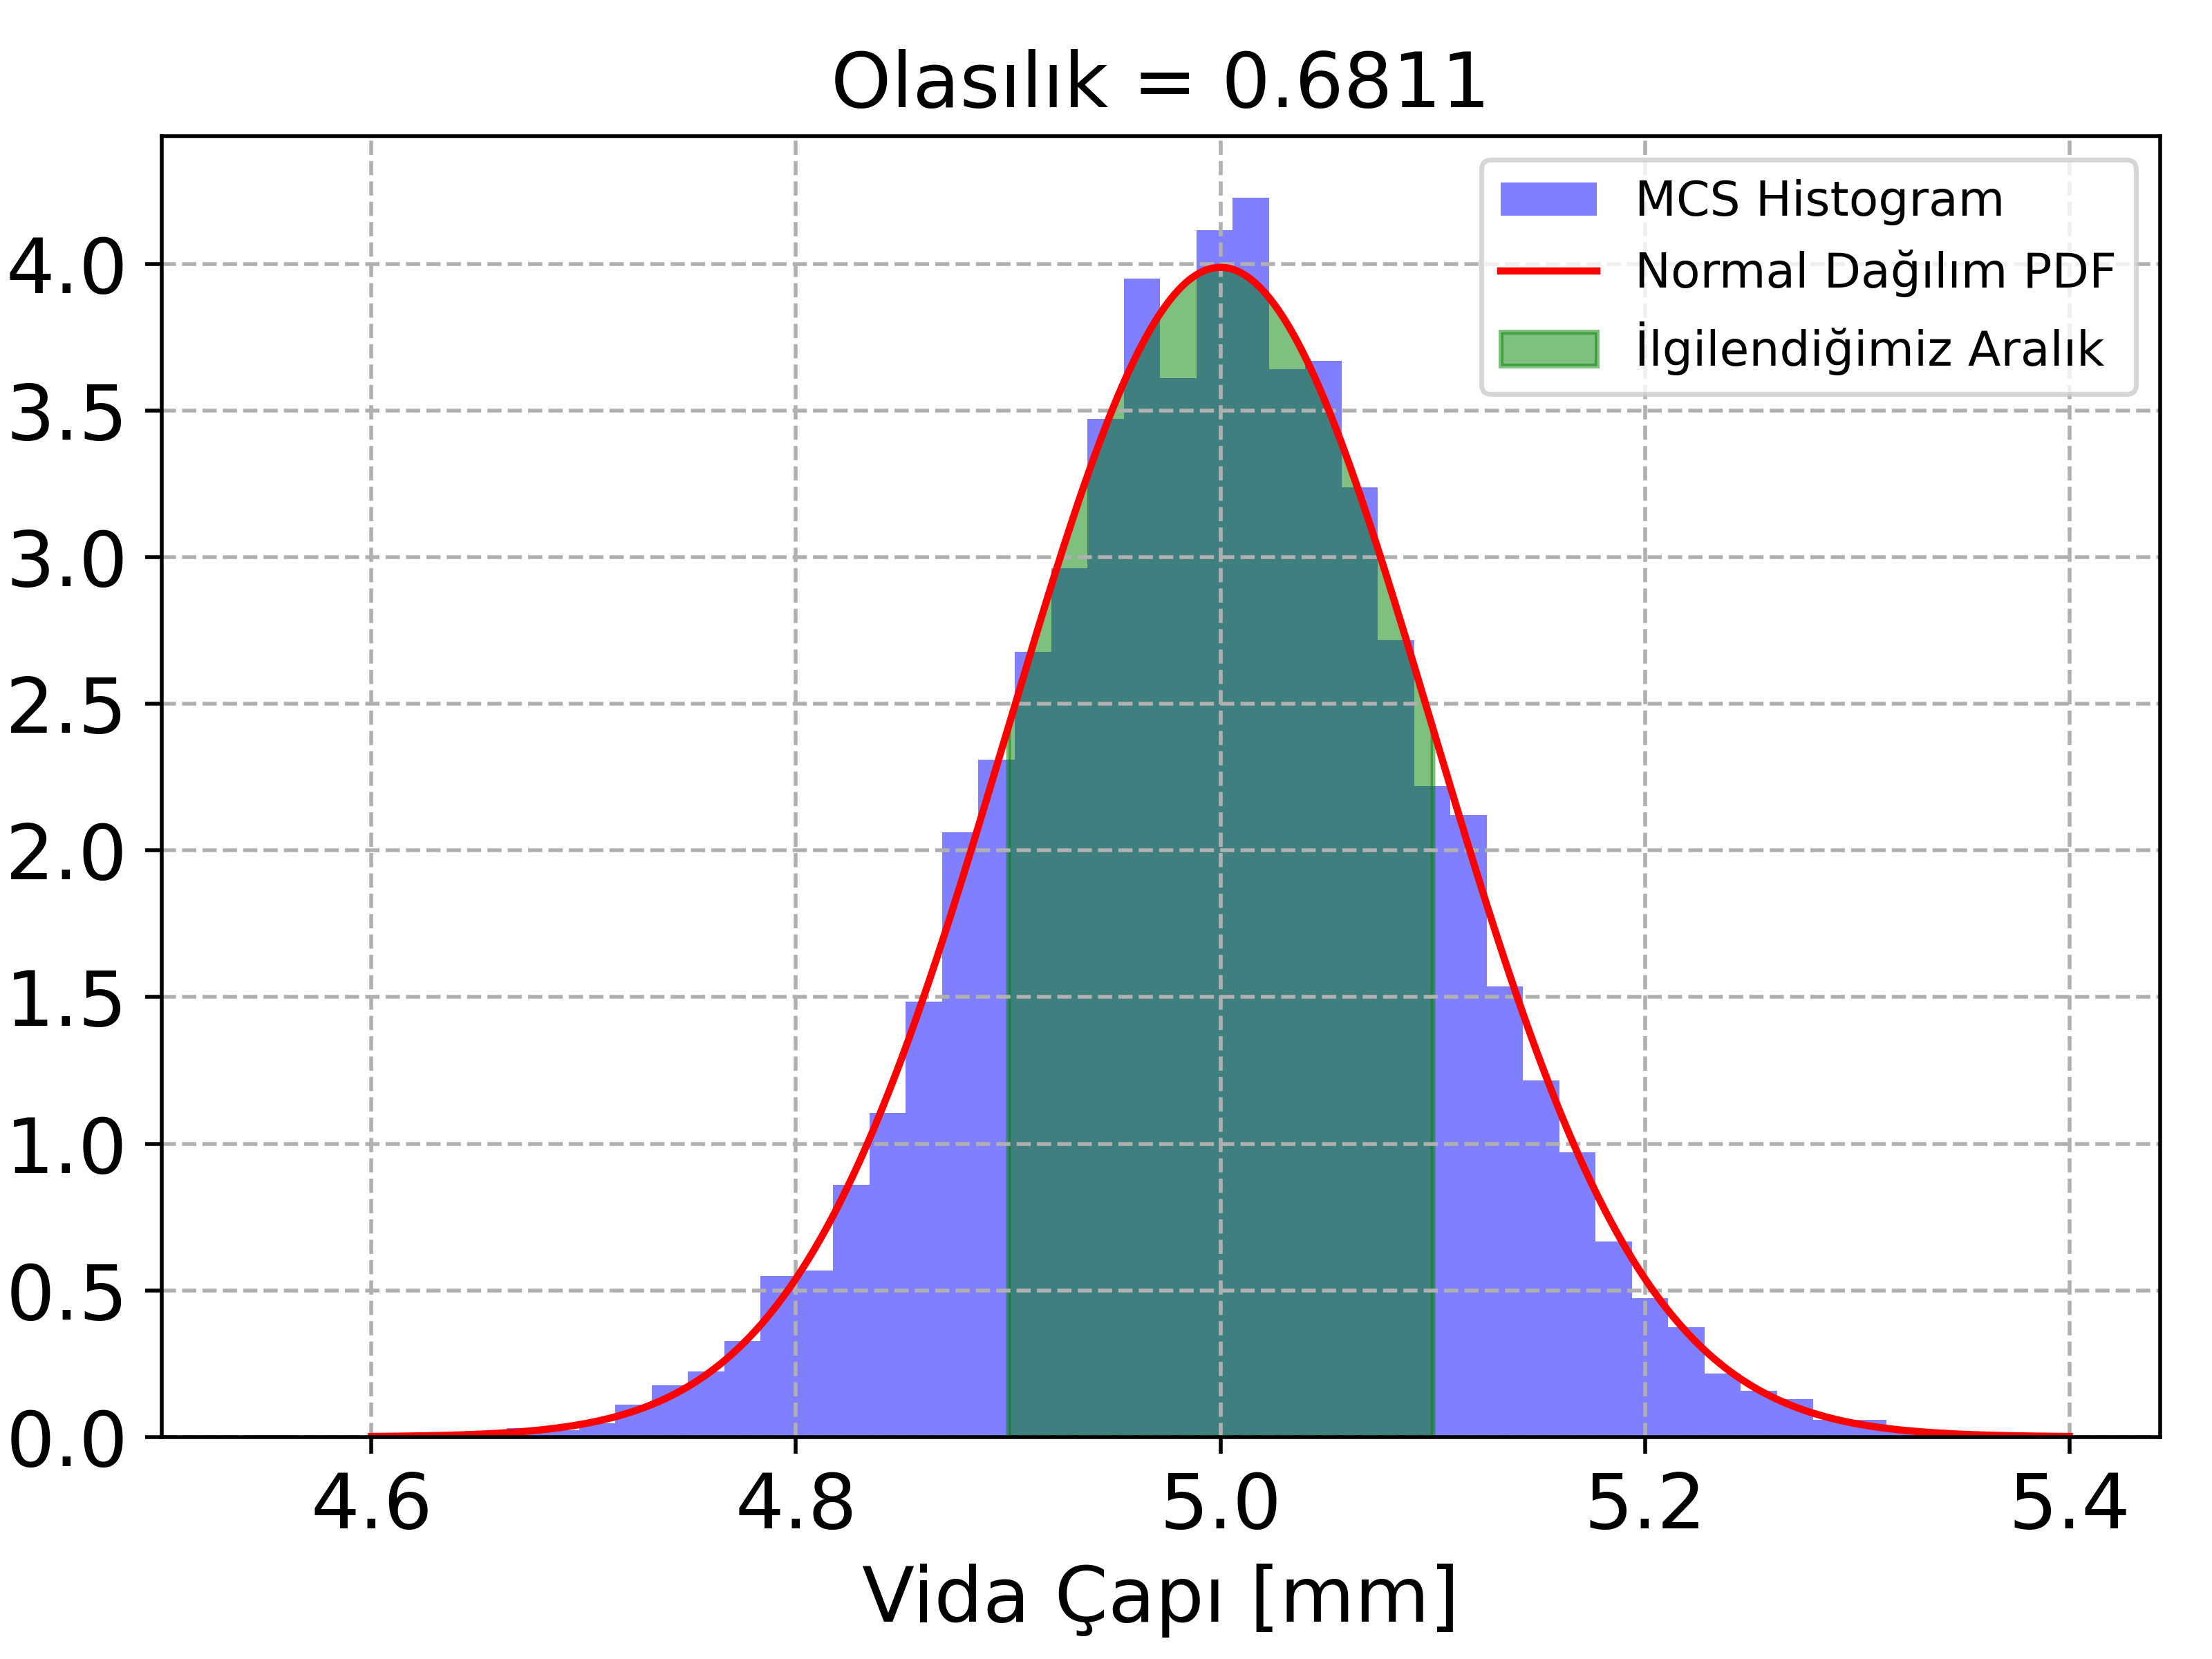 Olasılık = 0.6811
MCS Histogram
Normal Dağılım PDF
İlgilendiğimiz Aralık
4.0
3.5
3.0
2.5
2.0
1.5
1.0
0.5
0.0
4.6 4.8 5.0 5.2 5.4
Vida Çapı [mm]